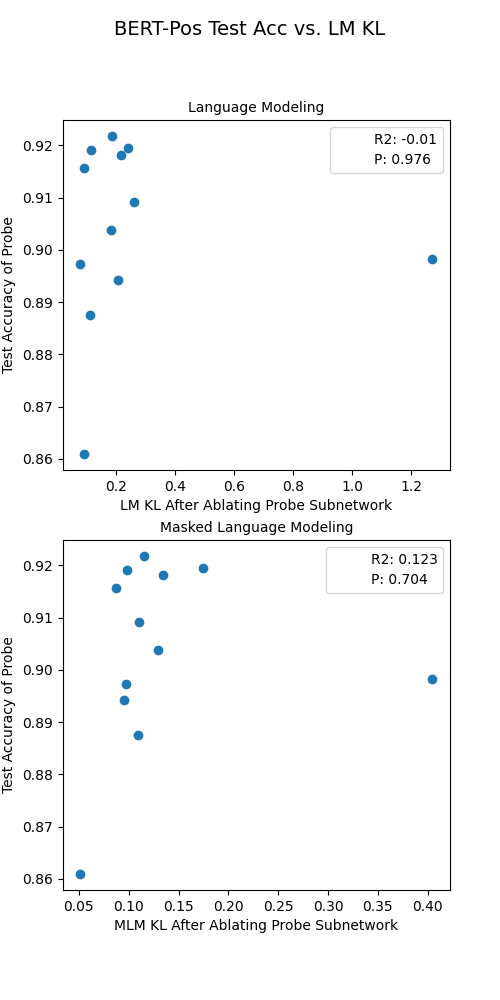 BERT-Pos Test Acc vs. LM KL
Language Modeling
R2: -0.01
P: 0.976
0.92
0.91
0.90
0.89
0.88
0.87
0.86
Test Accuracy of Probe
0.2 0.4 0.6 0.8 1.0 1.2
LM KL After Ablating Probe Subnetwork
Masked Language Modeling
R2: 0.123
P: 0.704
0.92
0.91
0.90
0.89
0.88
0.87
0.86
Test Accuracy of Probe
0.05 0.10 0.15 0.20 0.25 0.30 0.35 0.40
MLM KL After Ablating Probe Subnetwork